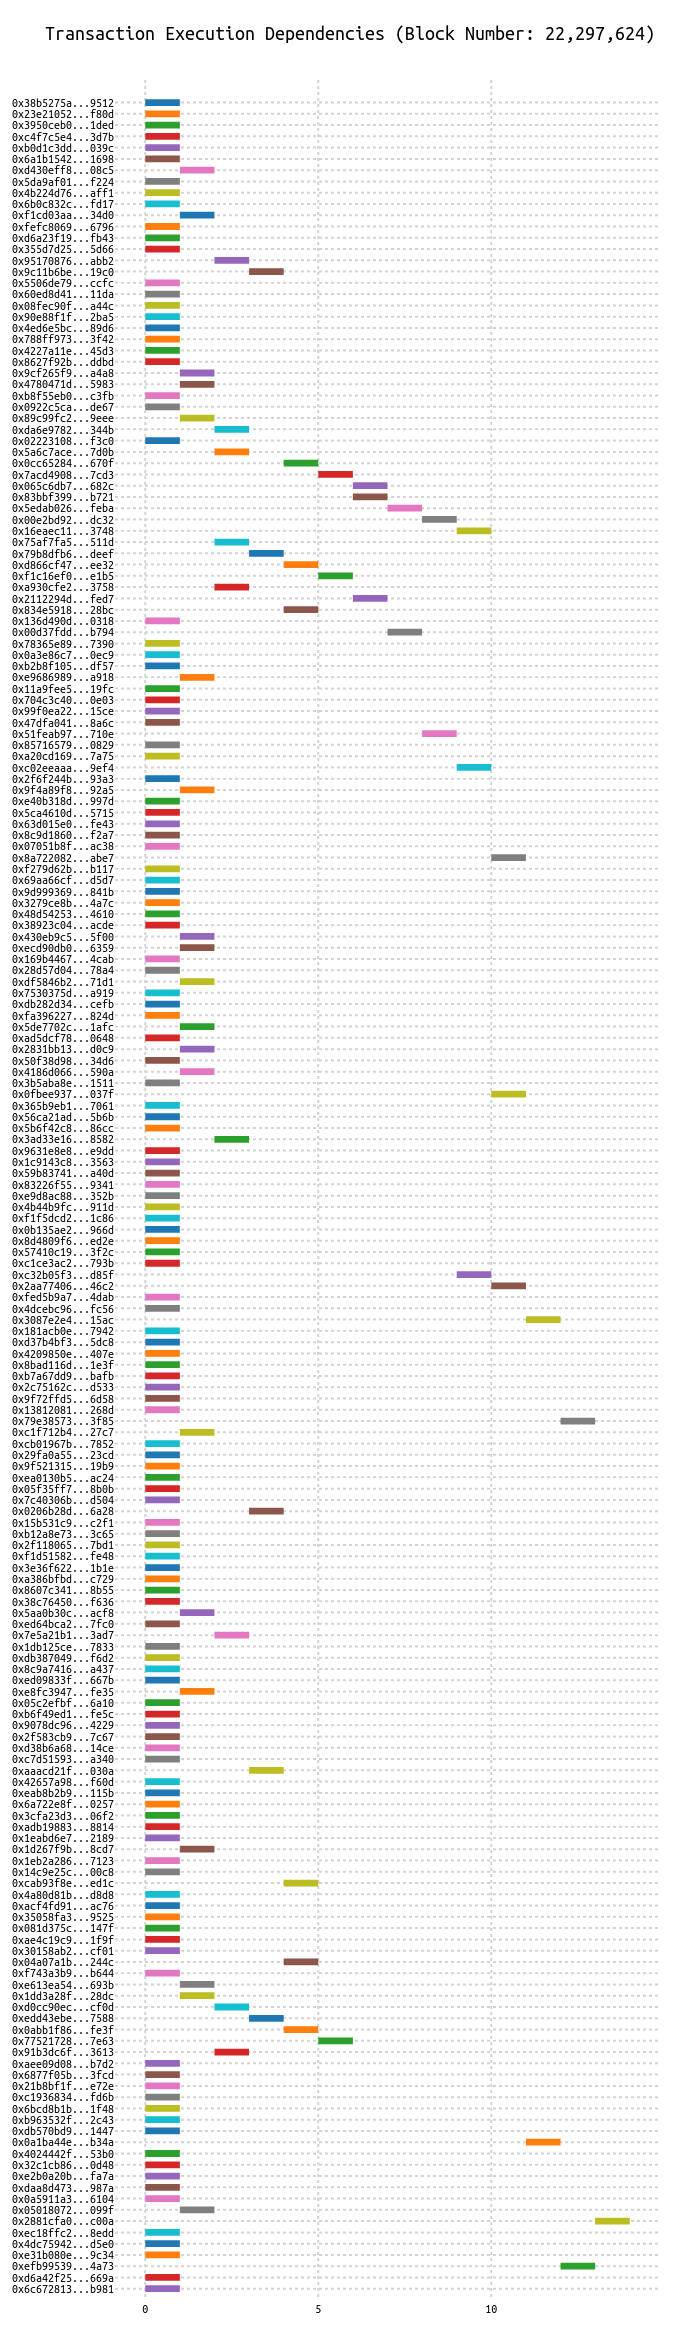 Transaction Execution Dependencies (Block Number: 22,297,624)
0x38b5275a...9512
0x23e21052...f80d
0x3950ceb0...1ded
0xc4f7c5e4...3d7b
0xb0d1c3dd...039c
0x6a1b1542...1698
0xd430eff8...08c5
0x5da9af01...f224
0x4b224d76...aff1
0x6b0c832c...fd17
0xf1cd03aa...34d0
0xfefc8069...6796
0xd6a23f19...fb43
0x355d7d25...5d66
0x95170876...abb2
0x9c11b6be...19c0
0x5506de79...ccfc
0x60ed8d41...11da
0x08fec90f...a44c
0x90e88f1f...2ba5
0x4ed6e5bc...89d6
0x788ff973...3f42
0x4227a11e...45d3
0x8627f92b...ddbd
0x9cf265f9...a4a8
0x4780471d...5983
0xb8f55eb0...c3fb
0x0922c5ca...de67
0x89c99fc2...9eee
0xda6e9782...344b
0x02223108...f3c0
0x5a6c7ace...7d0b
0x0cc65284...670f
0x7acd4908...7cd3
0x065c6db7...682c
0x83bbf399...b721
0x5edab026...feba
0x00e2bd92...dc32
0x16eaec11...3748
0x75af7fa5...511d
0x79b8dfb6...deef
0xd866cf47...ee32
0xf1c16ef0...e1b5
0xa930cfe2...3758
0x2112294d...fed7
0x834e5918...28bc
0x136d490d...0318
0x00d37fdd...b794
0x78365e89...7390
0x0a3e86c7...0ec9
0xb2b8f105...df57
0xe9686989...a918
0x11a9fee5...19fc
0x704c3c40...0e03
0x99f0ea22...15ce
0x47dfa041...8a6c
0x51feab97...710e
0x85716579...0829
0xa20cd169...7a75
0xc02eeaaa...9ef4
0x2f6f244b...93a3
0x9f4a89f8...92a5
0xe40b318d...997d
0x5ca4610d...5715
0x63d015e0...fe43
0x8c9d1860...f2a7
0x07051b8f...ac38
0x8a722082...abe7
0xf279d62b...b117
0x69aa66cf...d5d7
0x9d999369...841b
0x3279ce8b...4a7c
0x48d54253...4610
0x38923c04...acde
0x430eb9c5...5f00
0xecd90db0...6359
0x169b4467...4cab
0x28d57d04...78a4
0xdf5846b2...71d1
0x7530375d...a919
0xdb282d34...cefb
0xfa396227...824d
0x5de7702c...1afc
0xad5dcf78...0648
0x2831bb13...d0c9
0x50f38d98...34d6
0x4186d066...590a
0x3b5aba8e...1511
0x0fbee937...037f
0x365b9eb1...7061
0x56ca21ad...5b6b
0x5b6f42c8...86cc
0x3ad33e16...8582
0x9631e8e8...e9dd
0x1c9143c8...3563
0x59b83741...a40d
0x83226f55...9341
0xe9d8ac88...352b
0x4b44b9fc...911d
0xf1f5dcd2...1c86
0x0b135ae2...966d
0x8d4809f6...ed2e
0x57410c19...3f2c
0xc1ce3ac2...793b
0xc32b05f3...d85f
0x2aa77406...46c2
0xfed5b9a7...4dab
0x4dcebc96...fc56
0x3087e2e4...15ac
0x181acb0e...7942
0xd37b4bf3...5dc8
0x4209850e...407e
0x8bad116d...1e3f
0xb7a67dd9...bafb
0x2c75162c...d533
0x9f72ffd5...6d58
0x13812081...268d
0x79e38573...3f85
0xc1f712b4...27c7
0xcb01967b...7852
0x29fa0a55...23cd
0x9f521315...19b9
0xea0130b5...ac24
0x05f35ff7...8b0b
0x7c40306b...d504
0x0206b28d...6a28
0x15b531c9...c2f1
0xb12a8e73...3c65
0x2f118065...7bd1
0xf1d51582...fe48
0x3e36f622...1b1e
0xa386bfbd...c729
0x8607c341...8b55
0x38c76450...f636
0x5aa0b30c...acf8
0xed64bca2...7fc0
0x7e5a21b1...3ad7
0x1db125ce...7833
0xdb387049...f6d2
0x8c9a7416...a437
0xed09833f...667b
0xe8fc3947...fe35
0x05c2efbf...6a10
0xb6f49ed1...fe5c
0x9078dc96...4229
0x2f583cb9...7c67
0xd38b6a68...14ce
0xc7d51593...a340
0xaaacd21f...030a
0x42657a98...f60d
0xeab8b2b9...115b
0x6a722e8f...0257
0x3cfa23d3...06f2
0xadb19883...8814
0x1eabd6e7...2189
0x1d267f9b...8cd7
0x1eb2a286...7123
0x14c9e25c...00c8
0xcab93f8e...ed1c
0x4a80d81b...d8d8
0xacf4fd91...ac76
0x35058fa3...9525
0x081d375c...147f
0xae4c19c9...1f9f
0x30158ab2...cf01
0x04a07a1b...244c
0xf743a3b9...b644
0xe613ea54...693b
0x1dd3a28f...28dc
0xd0cc90ec...cf0d
0xedd43ebe...7588
0x0abb1f86...fe3f
0x77521728...7e63
0x91b3dc6f...3613
0xaee09d08...b7d2
0x6877f05b...3fcd
0x21b8bf1f...e72e
0xc1936834...fd6b
0x6bcd8b1b...1f48
0xb963532f...2c43
0xdb570bd9...1447
0x0a1ba44e...b34a
0x4024442f...53b0
0x32c1cb86...0d48
0xe2b0a20b...fa7a
0xdaa8d473...987a
0x0a5911a3...6104
0x05018072...099f
0x2881cfa0...c00a
0xec18ffc2...8edd
0x4dc75942...d5e0
0xe31b080e...9c34
0xefb99539...4a73
0xd6a42f25...669a
0x6c672813...b981
0 5 10